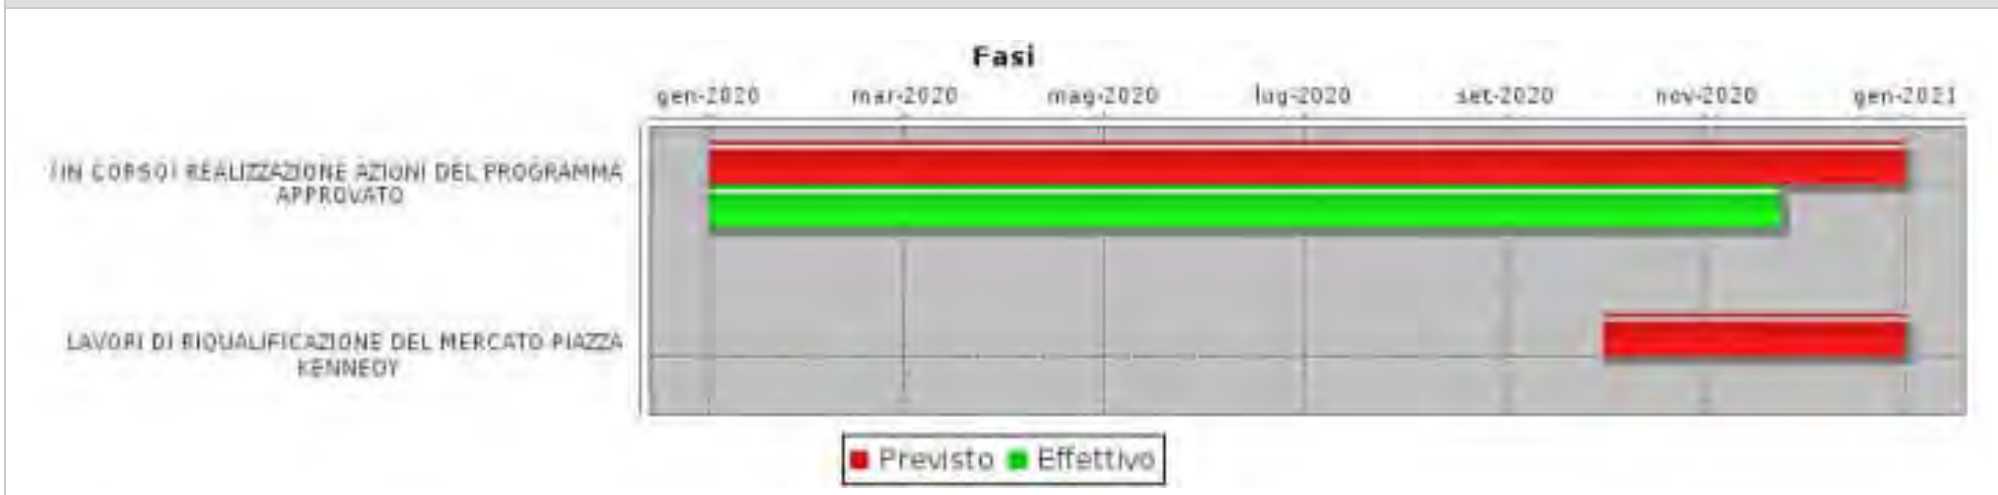 Fasi
gen-2020 mar-2020 mag-2020 lug-2020 set-2020 nov-2020 gen-2021
(IN CORSO) REALIZZAZIONE AZIONI DEL PROGRAMMA
APPROVATO
LAVORI DI RIQUALIFICAZIONE DEL MERCATO PIAZZA
KENNEDY
Previsto Effettivo